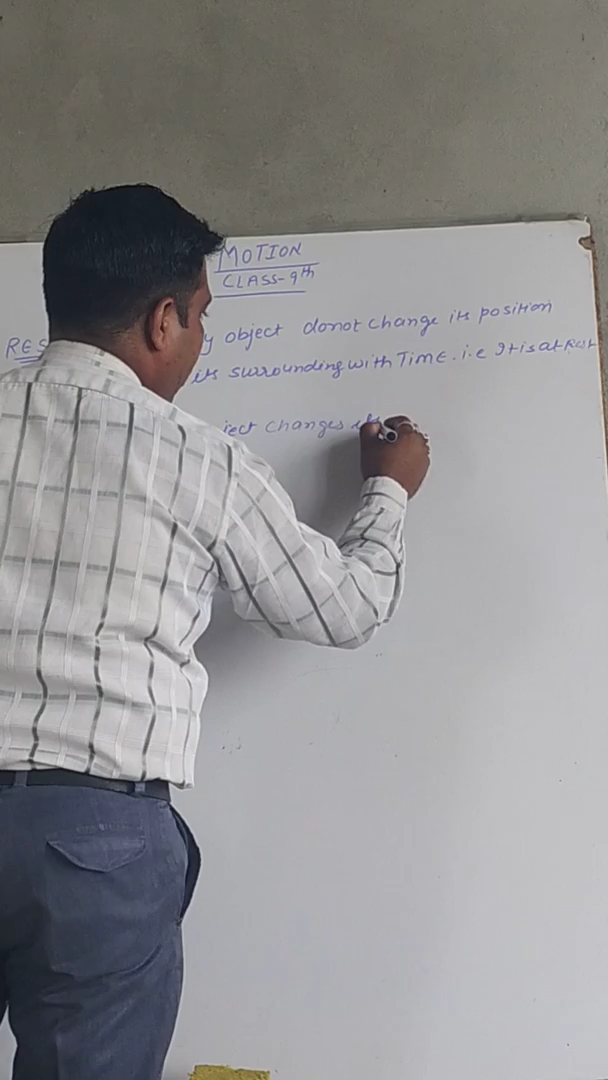 MOTION
CLASS-9th
RES y object donot change its position
its surrounding with TimE. i.e It is at Rest
ject changes its